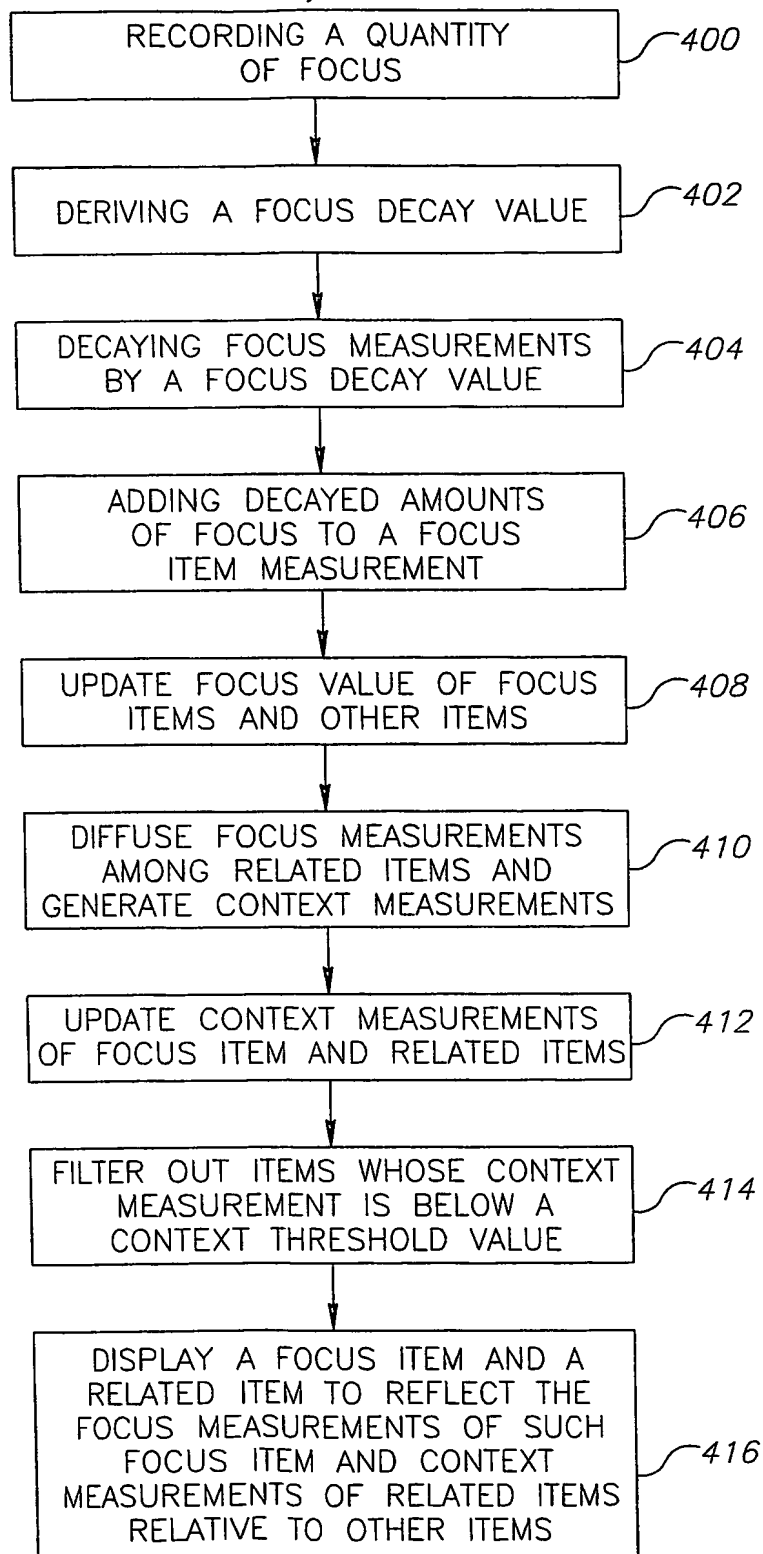 RECORDING A QUANTITY
OF FOCUS
400
DERIVING A FOCUS DECAY VALUE
402
DECAYING FOCUS MEASUREMENTS
BY A FOCUS DECAY VALUE
404
ADDING DECAYED AMOUNTS
OF FOCUS TO A FOCUS
ITEM MEASUREMENT
406
UPDATE FOCUS VALUE OF FOCUS
ITEMS AND OTHER ITEMS
408
DIFFUSE FOCUS MEASUREMENTS
AMONG RELATED ITEMS AND
GENERATE CONTEXT MEASUREMENTS
410
UPDATE CONTEXT MEASUREMENTS
OF FOCUS ITEM AND RELATED ITEMS
412
FILTER OUT ITEMS WHOSE CONTEXT
MEASUREMENT IS BELOW A
CONTEXT THRESHOLD VALUE
414
DISPLAY A FOCUS ITEM AND A
RELATED ITEM TO REFLECT THE
FOCUS MEASUREMENTS OF SUCH
FOCUS ITEM AND CONTEXT
MEASUREMENTS OF RELATED ITEMS
RELATIVE TO OTHER ITEMS
416